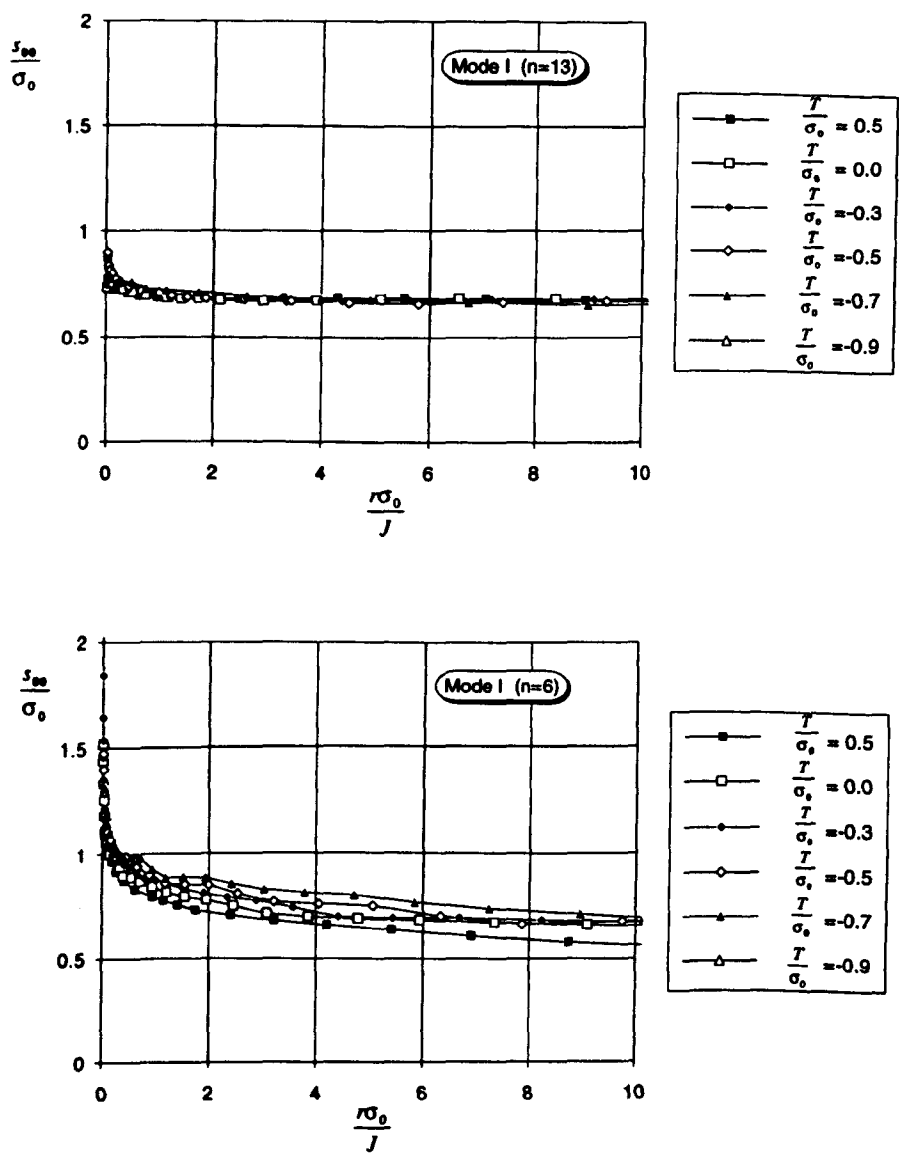 2
s₀₀
σ₀
Mode I (n=13)
1.5
1
0.5
0
0 2 4 6 8 10
rσ₀
J
T
σ₀ = 0.5
T
σ₀ = 0.0
T
σ₀ =-0.3
T
σ₀ =-0.5
T
σ₀ =-0.7
T
σ₀ =-0.9
2
s₀₀
σ₀
Mode I (n=6)
1.5
1
0.5
0
0 2 4 6 8 10
rσ₀
J
T
σ₀ = 0.5
T
σ₀ = 0.0
T
σ₀ =-0.3
T
σ₀ =-0.5
T
σ₀ =-0.7
T
σ₀ =-0.9